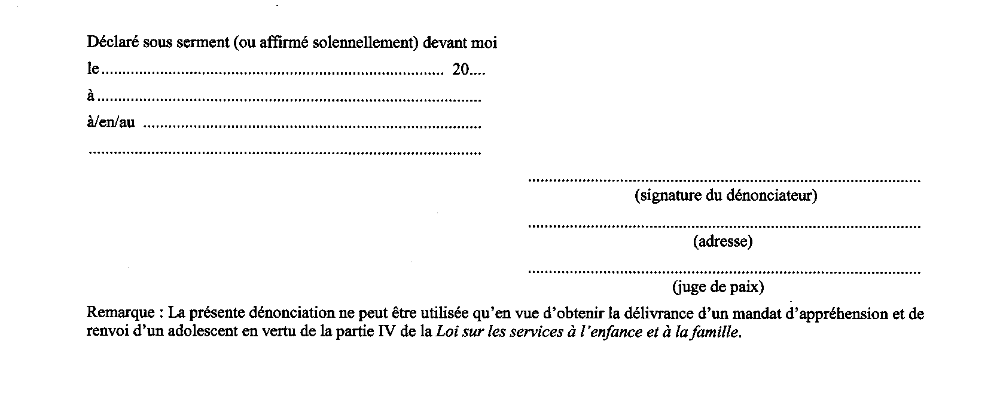 Déclaré sous serment (ou affirmé solennellement) devant moi
le.................................................................................. 20....
à............................................................................................
à/en/au .................................................................................
..............................................................................................
..............................................................................................
(signature du dénonciateur)
..............................................................................................
(adresse)
..............................................................................................
(juge de paix)
Remarque : La présente dénonciation ne peut être utilisée qu’en vue d’obtenir la délivrance d’un mandat d’appréhension et de
renvoi d’un adolescent en vertu de la partie IV de la Loi sur les services à l’enfance et à la famille.